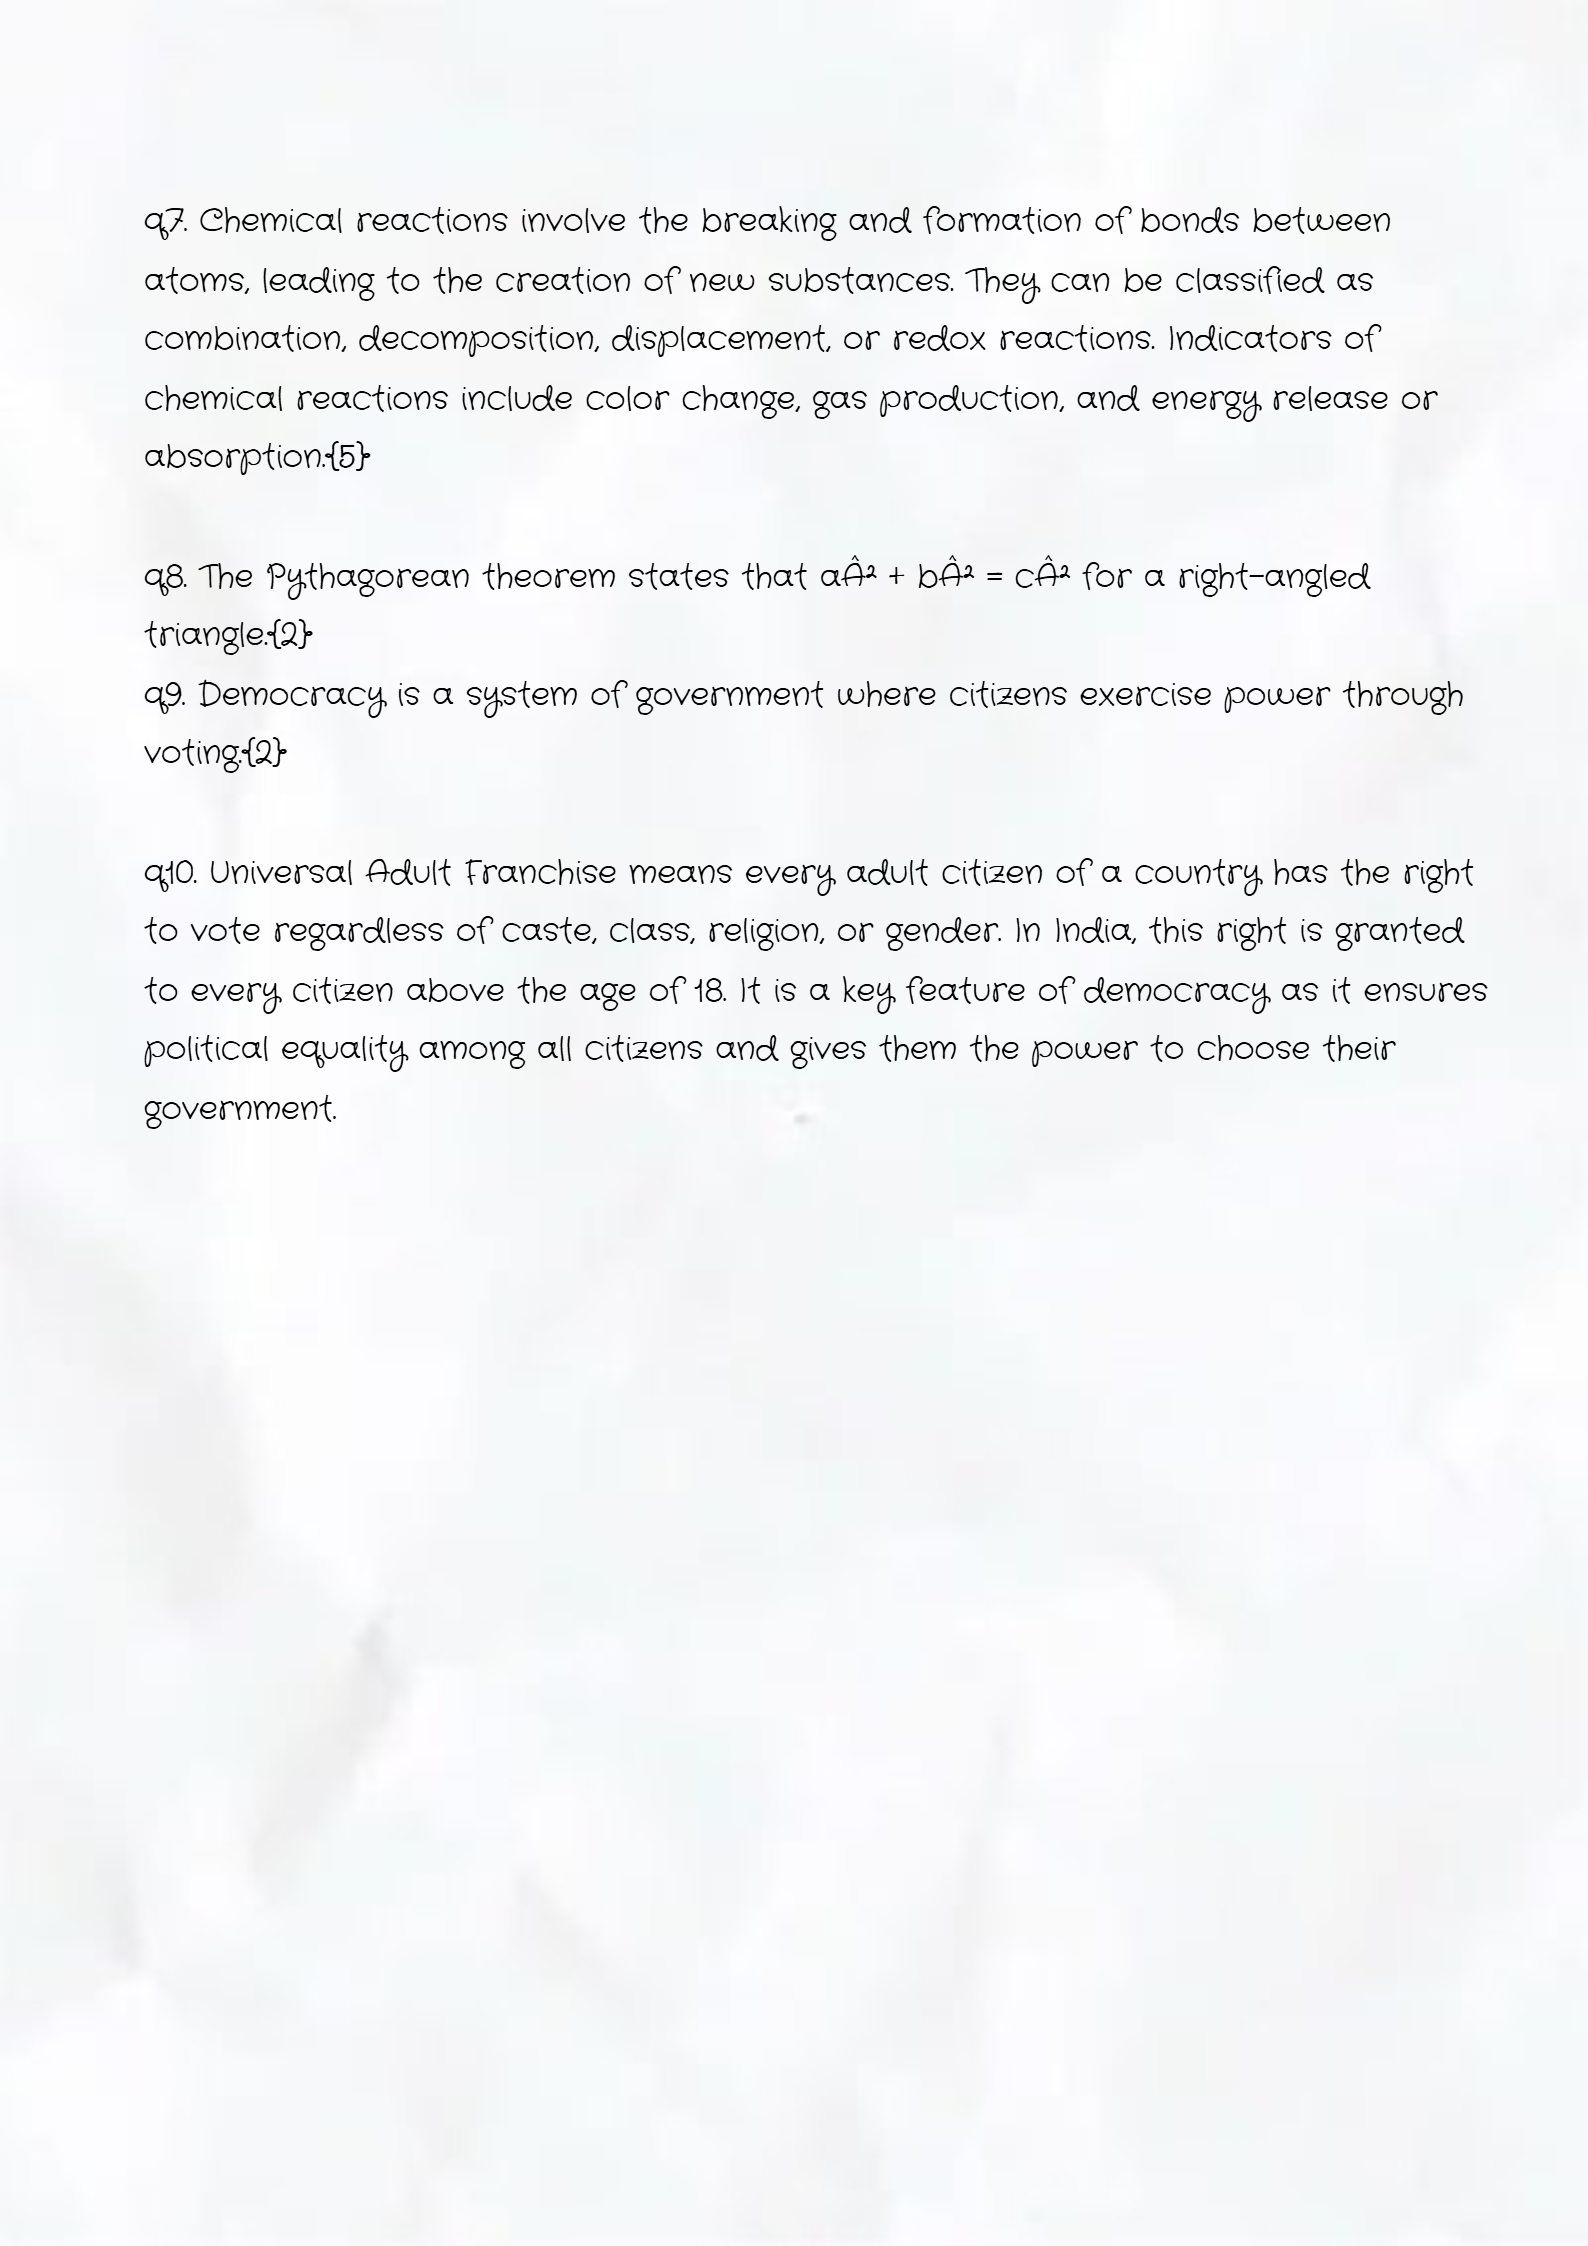 q7. Chemical reactions involve the breaking and formation of bonds between
atoms, leading to the creation of new substances. They can be classified as
combination, decomposition, displacement, or redox reactions. Indicators of
chemical reactions include color change, gas production, and energy release or
absorption.{5}
q8. The Pythagorean theorem states that aÂ² + bÂ² = cÂ² for a right-angled
triangle.{2}
q9. Democracy is a system of government where citizens exercise power through
voting.{2}
q10. Universal Adult Franchise means every adult citizen of a country has the right
to vote regardless of caste, class, religion, or gender. In India, this right is granted
to every citizen above the age of 18. It is a key feature of democracy as it ensures
political equality among all citizens and gives them the power to choose their
government.